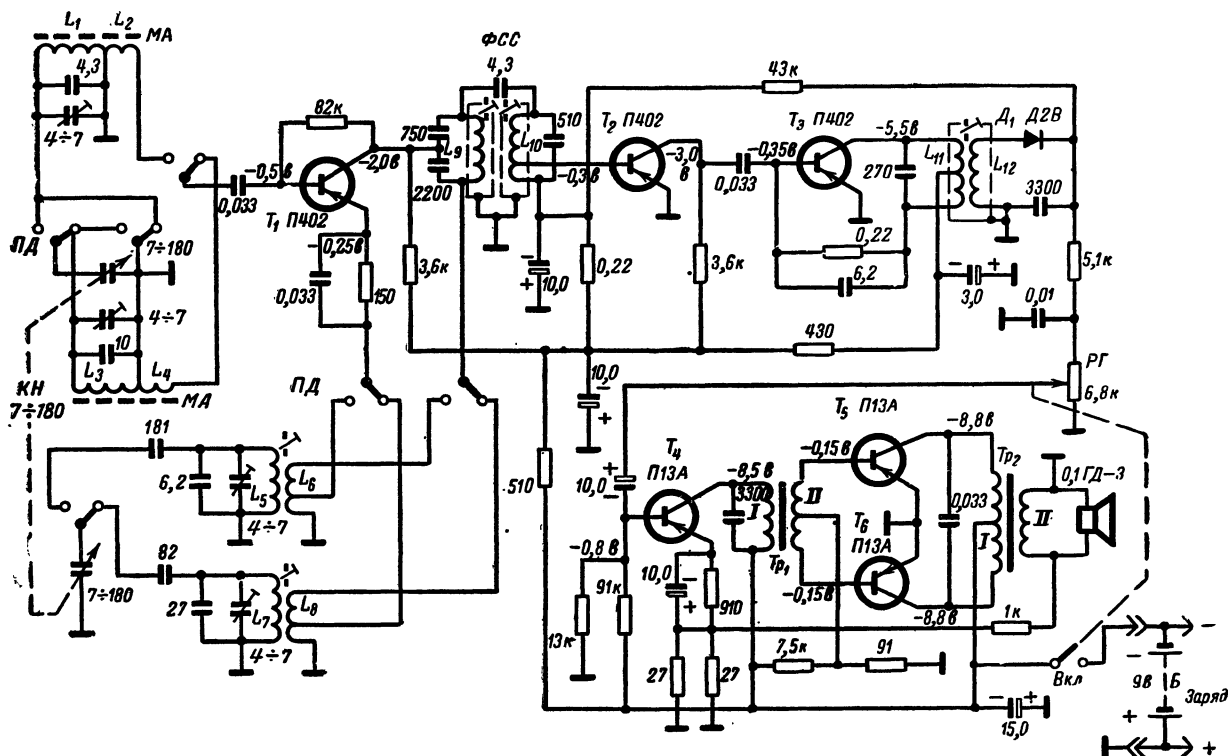 L₁ L₂ МА
4,3
4÷7
82к
-0,5в
-2,0в
0,033
T₁ П402
ФСС
4,3
750
L₉
2200
L₁₀
510
-0,3в
43к
T₂ П402
-3,0 в
0,033
-0,35в
T₃ П402
-5,5в
270
L₁₁
L₁₂
Д₁ Д2В
3300
ПД
7÷180
4÷7
10
L₃ L₄
МА
КН
7÷180
-0,25в
0,033
150
3,6к
- + 10,0
0,22
3,6к
0,22
6,2
- +
3,0
5,1к
0,01
430
РГ
6,8к
ПД
10,0 - +
510
181
6,2
L₅
4÷7
L₆
82
27
L₇
4÷7
L₈
7÷180
+ 10,0 -
T₄
П13А
-0,8в
13к
91к
10,0 - +
910
27
27
-8,5в
3300
I
II
Тр₁
-0,15в
-0,15в
T₅ П13А
T₆
П13А
-8,8в
-8,8в
0,033
Тр₂
I
II
0,1ГД-3
1к
7,5к
91
Вкл
- +
15,0
-
- 
9в Б
+
Заряд
+